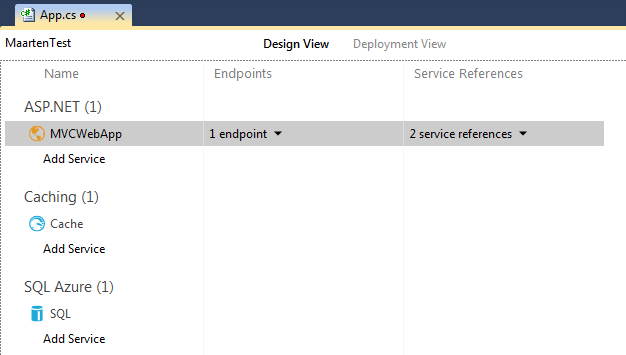 App.cs
MaartenTest Design View Deployment View
Name Endpoints Service References
ASP.NET (1)
MVCWebApp 1 endpoint 2 service references
Add Service
Caching (1)
Cache
Add Service
SQL Azure (1)
SQL
Add Service